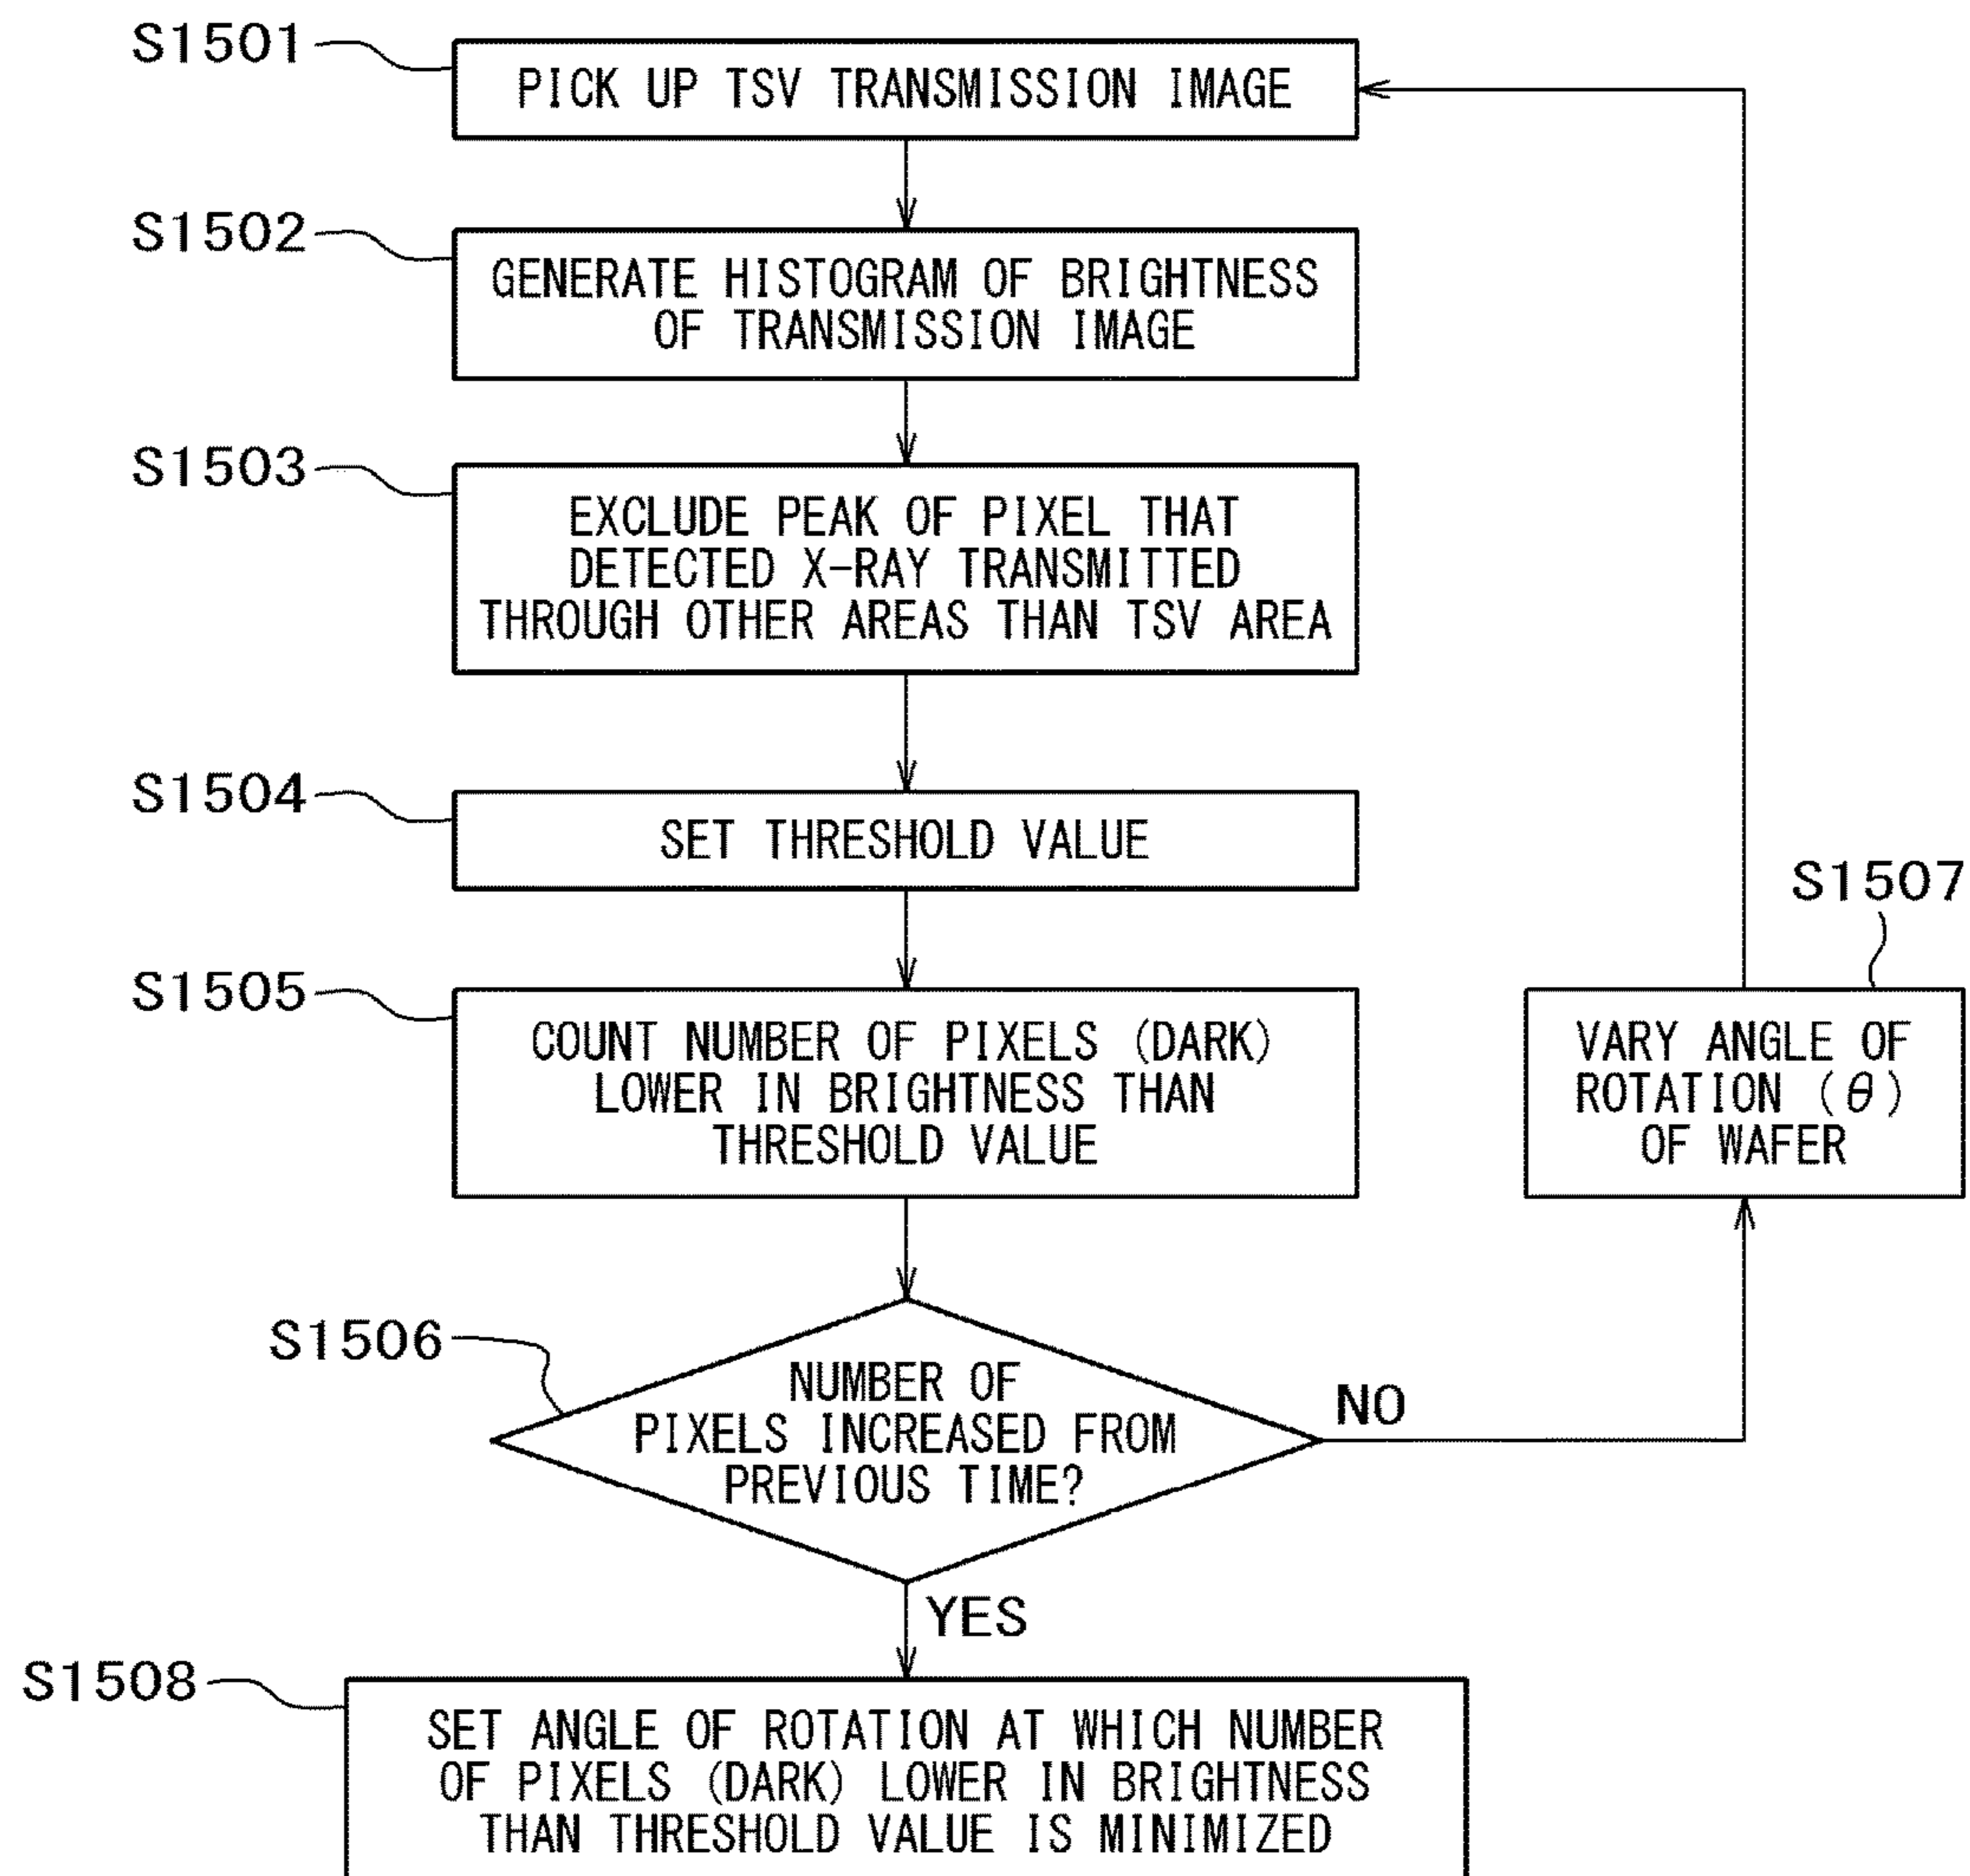 S1501
PICK UP TSV TRANSMISSION IMAGE
S1502
GENERATE HISTOGRAM OF BRIGHTNESS
OF TRANSMISSION IMAGE
S1503
EXCLUDE PEAK OF PIXEL THAT
DETECTED X-RAY TRANSMITTED
THROUGH OTHER AREAS THAN TSV AREA
S1504
SET THRESHOLD VALUE
S1505
COUNT NUMBER OF PIXELS (DARK)
LOWER IN BRIGHTNESS THAN
THRESHOLD VALUE
S1507
VARY ANGLE OF
ROTATION (θ)
OF WAFER
S1506
NUMBER OF
PIXELS INCREASED FROM
PREVIOUS TIME?
NO
YES
S1508
SET ANGLE OF ROTATION AT WHICH NUMBER
OF PIXELS (DARK) LOWER IN BRIGHTNESS
THAN THRESHOLD VALUE IS MINIMIZED